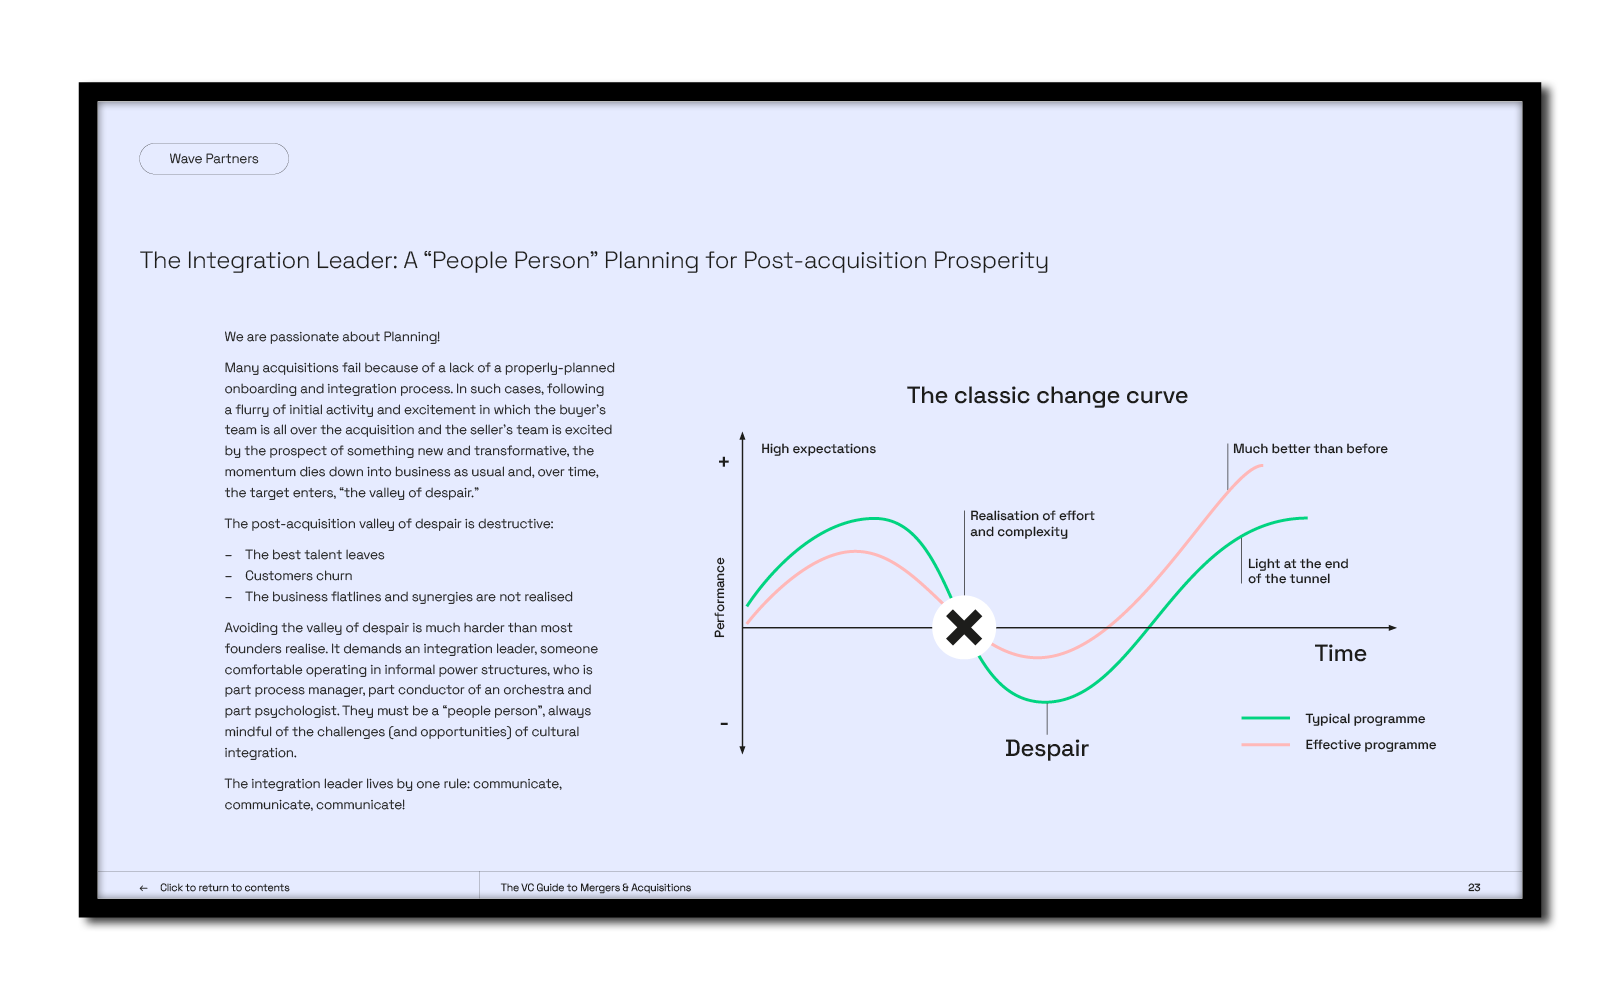 Wave Partners
The Integration Leader: A “People Person” Planning for Post-acquisition Prosperity
We are passionate about Planning!
Many acquisitions fail because of a lack of a properly-planned
onboarding and integration process. In such cases, following
a flurry of initial activity and excitement in which the buyer’s
team is all over the acquisition and the seller’s team is excited
by the prospect of something new and transformative, the
momentum dies down into business as usual and, over time,
the target enters, “the valley of despair.”
The post-acquisition valley of despair is destructive:
– The best talent leaves
– Customers churn
– The business flatlines and synergies are not realised
Avoiding the valley of despair is much harder than most
founders realise. It demands an integration leader, someone
comfortable operating in informal power structures, who is
part process manager, part conductor of an orchestra and
part psychologist. They must be a “people person”, always
mindful of the challenges (and opportunities) of cultural
integration.
The integration leader lives by one rule: communicate,
communicate, communicate!
The classic change curve
+
High expectations
Much better than before
Realisation of effort
and complexity
Light at the end
of the tunnel
Performance
Time
–
Despair
Typical programme
Effective programme
← Click to return to contents
The VC Guide to Mergers & Acquisitions
23